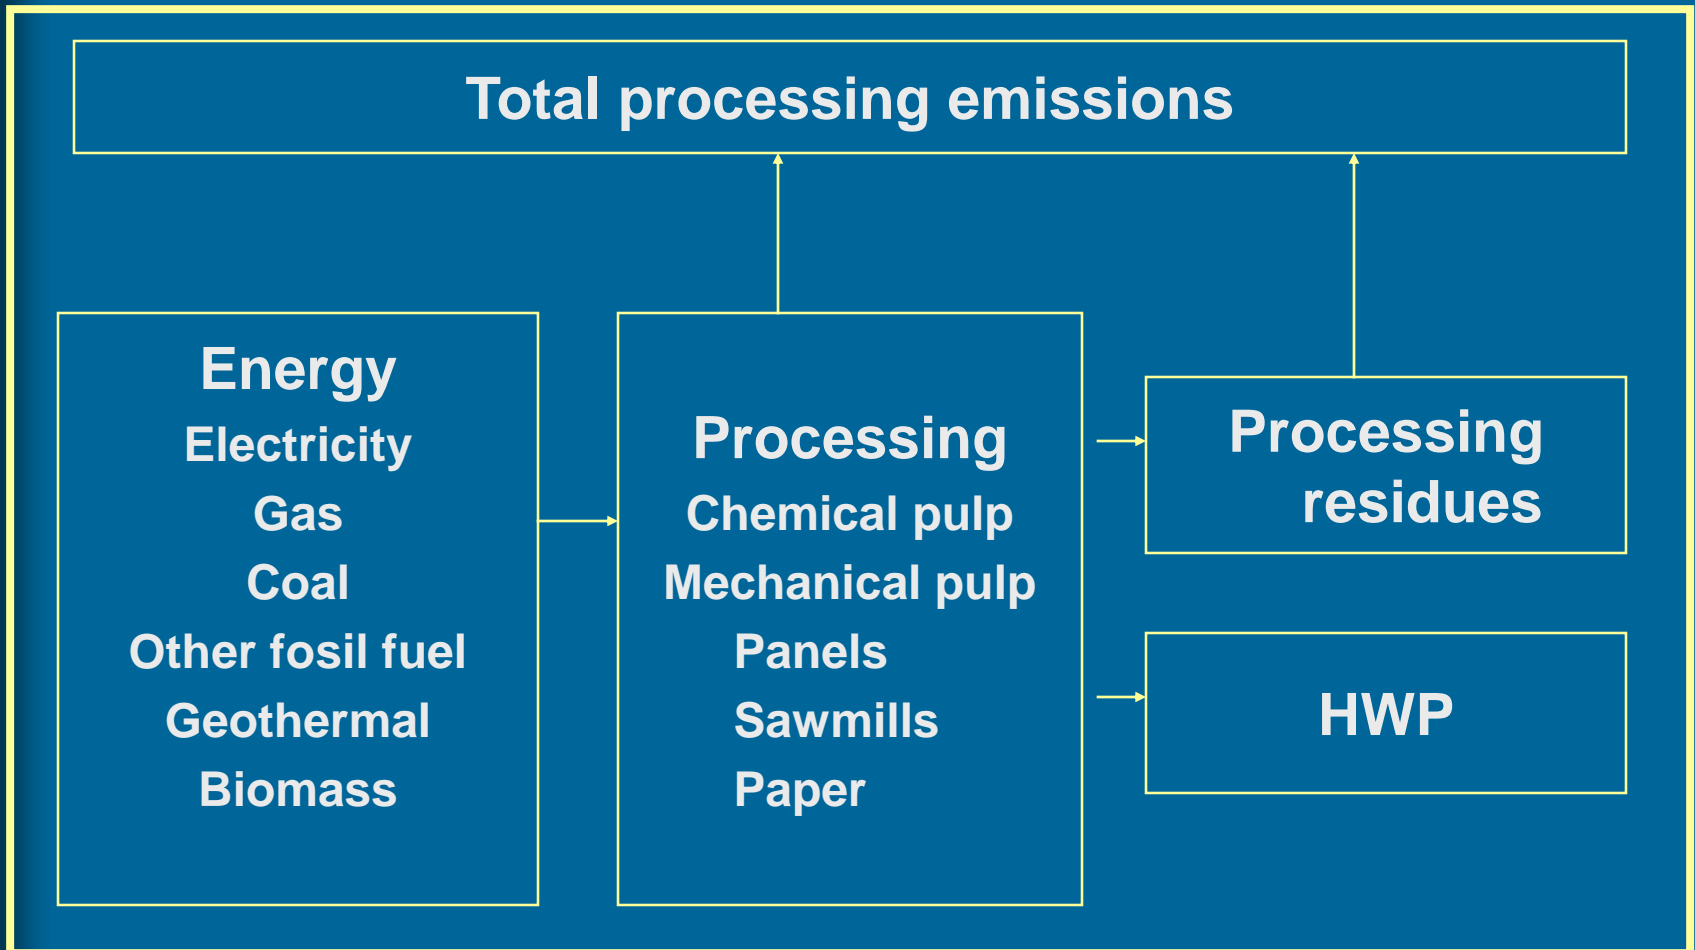 Total processing emissions
Energy
Electricity
Gas
Coal
Other fosil fuel
Geothermal
Biomass
Processing
Chemical pulp
Mechanical pulp
Panels
Sawmills
Paper
Processing
residues
HWP